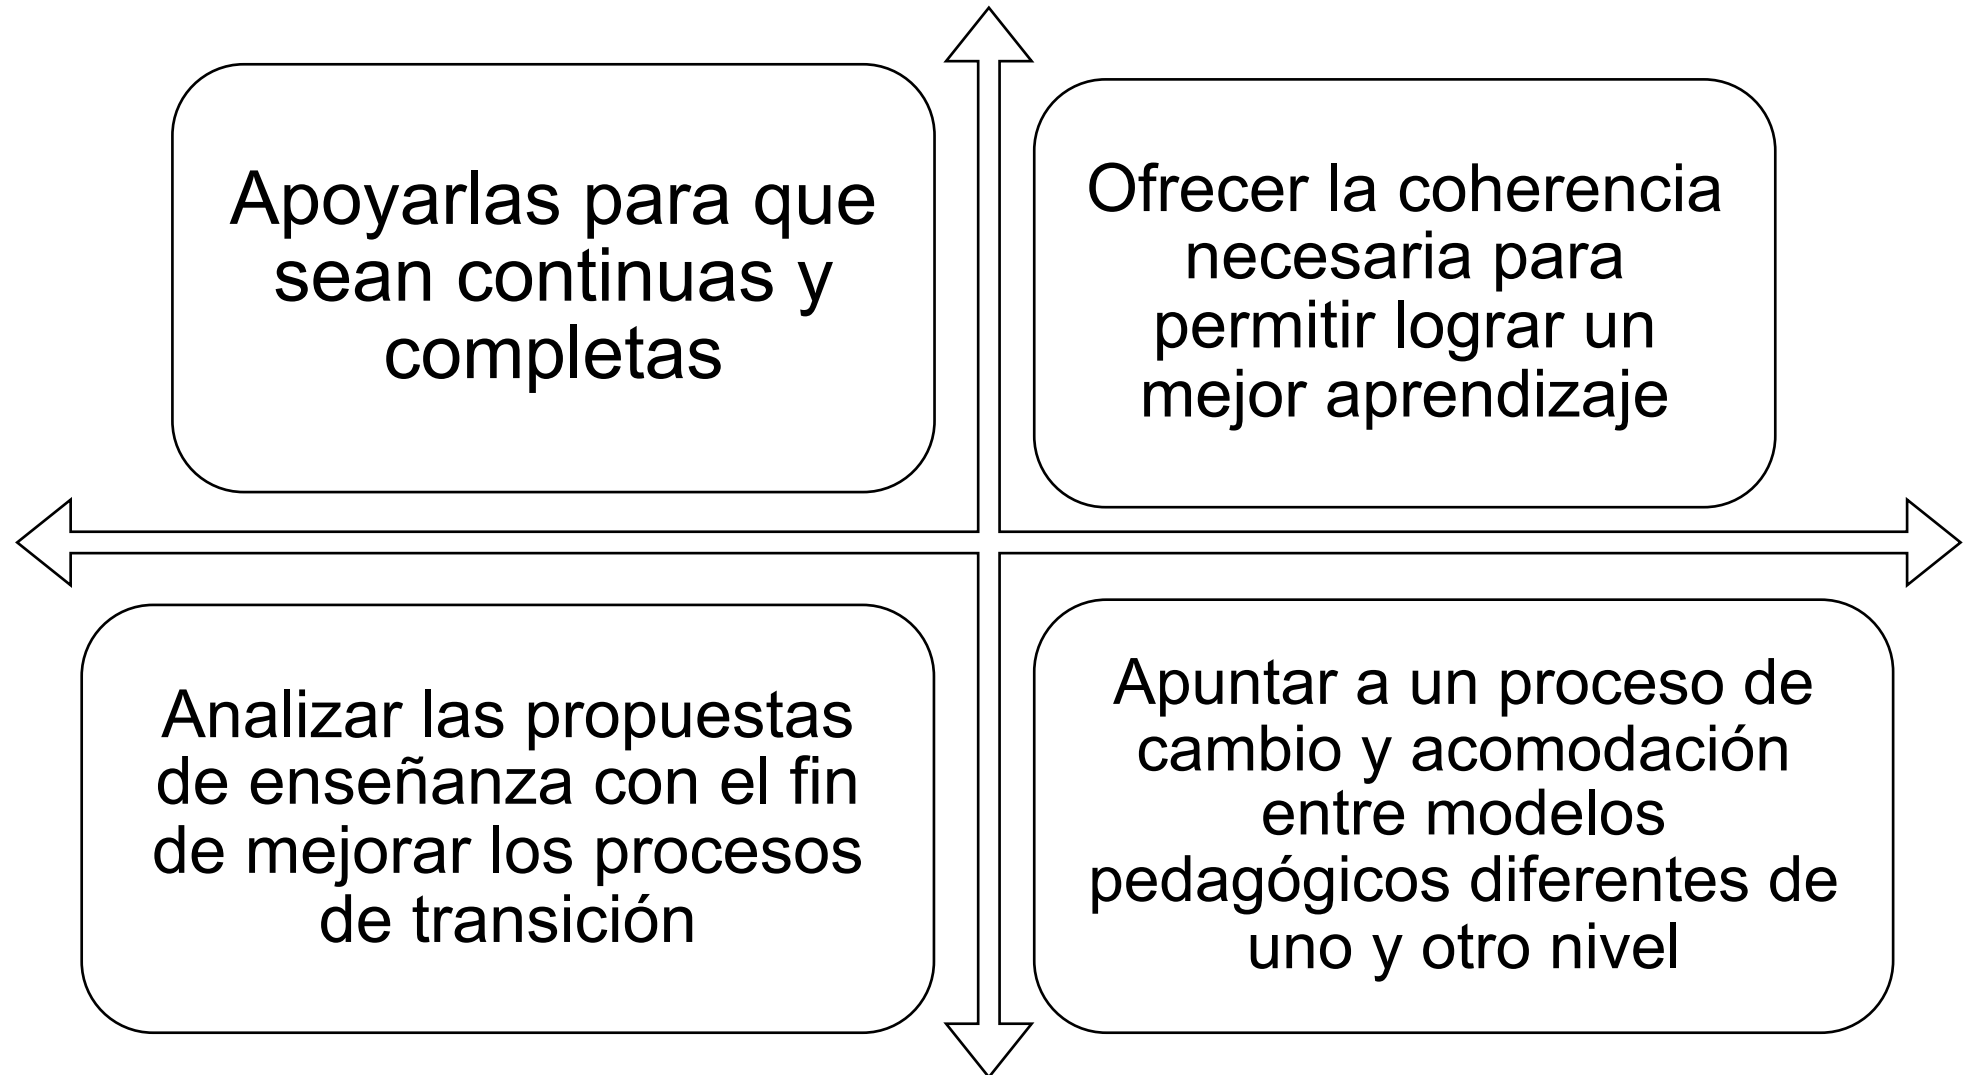 Apoyarlas para que
sean continuas y
completas
Ofrecer la coherencia
necesaria para
permitir lograr un
mejor aprendizaje
Analizar las propuestas
de enseñanza con el fin
de mejorar los procesos
de transición
Apuntar a un proceso de
cambio y acomodación
entre modelos
pedagógicos diferentes de
uno y otro nivel